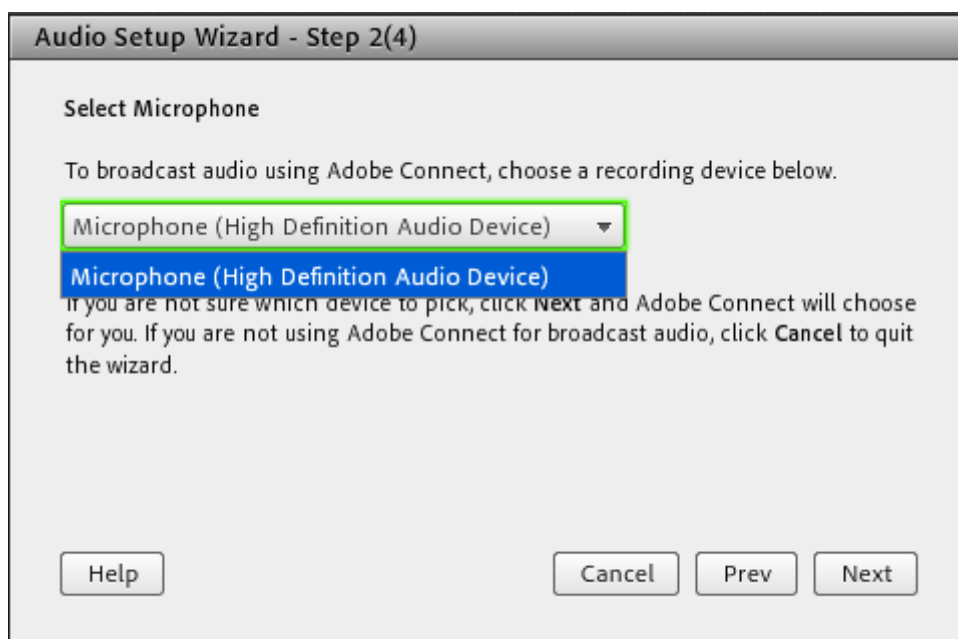 Audio Setup Wizard - Step 2(4)
Select Microphone
To broadcast audio using Adobe Connect, choose a recording device below.
Microphone (High Definition Audio Device)
Microphone (High Definition Audio Device)
If you are not sure which device to pick, click Next and Adobe Connect will choose
for you. If you are not using Adobe Connect for broadcast audio, click Cancel to quit
the wizard.
Help Cancel Prev Next